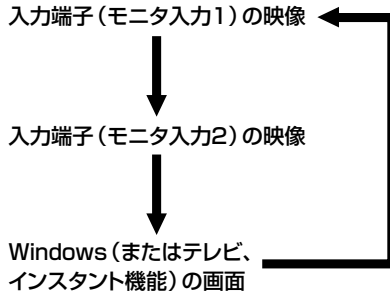 入力端子（モニタ入力1）の映像
入力端子（モニタ入力2）の映像
Windows（またはテレビ、
インスタント機能）の画面